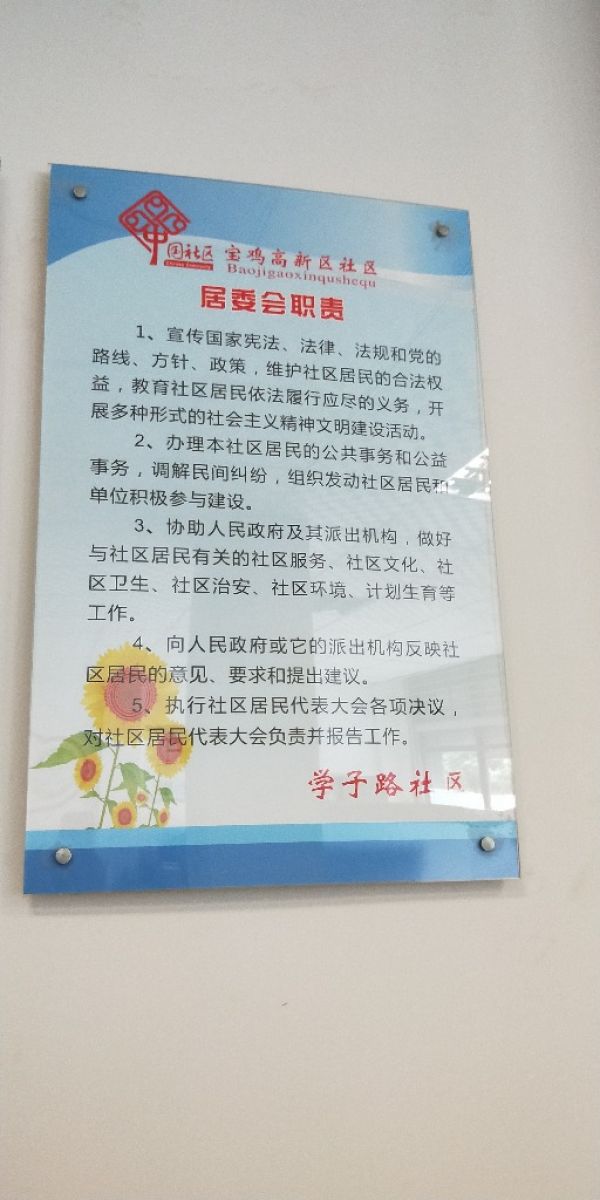 中国社区 宝鸡高新区社区
Baojigaoxinqushequ
居委会职责
1、宣传国家宪法、法律、法规和党的
路线、方针、政策，维护社区居民的合法权
益，教育社区居民依法履行应尽的义务，开
展多种形式的社会主义精神文明建设活动。
2、办理本社区居民的公共事务和公益
事务，调解民间纠纷，组织发动社区居民和
单位积极参与建设。
3、协助人民政府及其派出机构，做好
与社区居民有关的社区服务、社区文化、社
区卫生、社区治安、社区环境、计划生育等
工作。
4、向人民政府或它的派出机构反映社
区居民的意见、要求和提出建议。
5、执行社区居民代表大会各项决议，
对社区居民代表大会负责并报告工作。
学子路社区